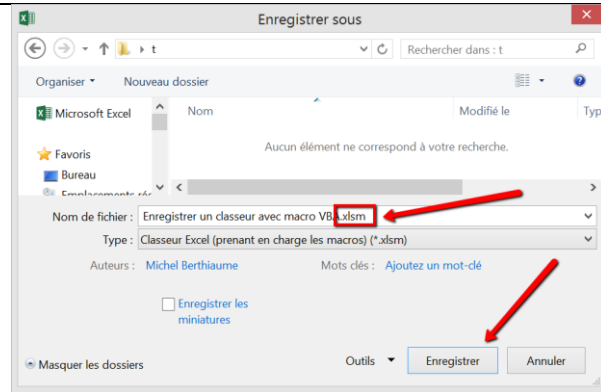 Enregistrer sous
t
Rechercher dans : t
Organiser
Nouveau dossier
Microsoft Excel
Nom
Modifié le
Typ
Aucun élément ne correspond à votre recherche.
Favoris
Bureau
Emplacements réc
Nom de fichier : Enregistrer un classeur avec macro VBA.xlsm
Type : Classeur Excel (prenant en charge les macros) (*.xlsm)
Auteurs : Michel Berthiaume
Mots clés : Ajoutez un mot-clé
Enregistrer les
miniatures
Masquer les dossiers
Outils
Enregistrer
Annuler